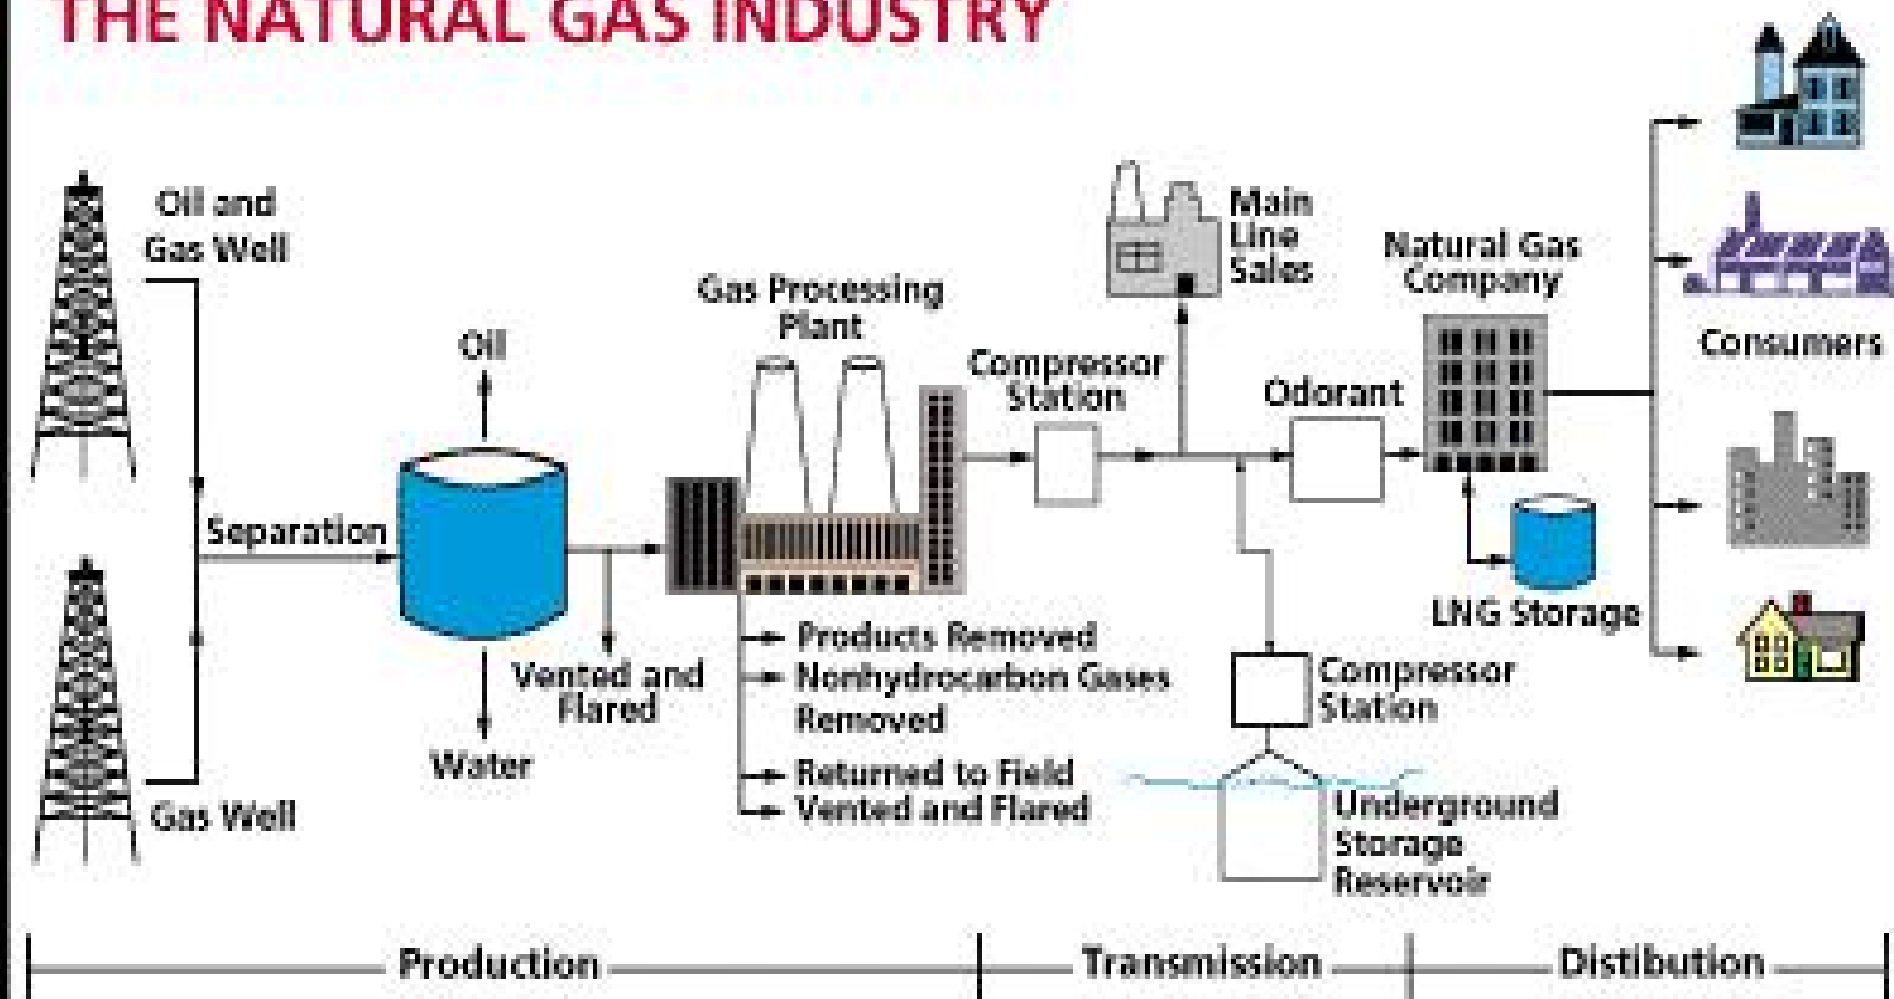 THE NATURAL GAS INDUSTRY
Oil and
Gas Well
Oil
Separation
Water
Gas Well
Vented and
Flared
Gas Processing
Plant
Products Removed
Nonhydrocarbon Gases
Removed
Returned to Field
Vented and Flared
Compressor
Station
Main
Line
Sales
Odorant
Natural Gas
Company
LNG Storage
Compressor
Station
Underground
Storage
Reservoir
Consumers
Production
Transmission
Distibution